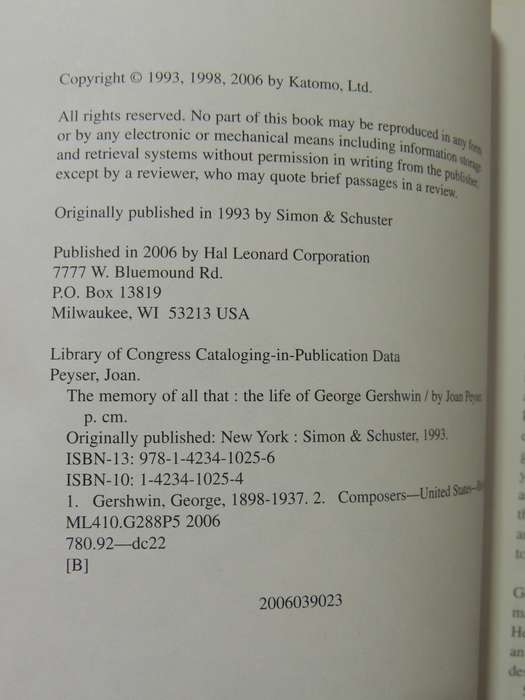 Copyright © 1993, 1998, 2006 by Katomo, Ltd.
All rights reserved. No part of this book may be reproduced in any form
or by any electronic or mechanical means including information storage
and retrieval systems without permission in writing from the publisher,
except by a reviewer, who may quote brief passages in a review.
Originally published in 1993 by Simon & Schuster
Published in 2006 by Hal Leonard Corporation
7777 W. Bluemound Rd.
P.O. Box 13819
Milwaukee, WI 53213 USA
Library of Congress Cataloging-in-Publication Data
Peyser, Joan.
The memory of all that : the life of George Gershwin / by Joan Peyser.
p. cm.
Originally published: New York : Simon & Schuster, 1993.
ISBN-13: 978-1-4234-1025-6
ISBN-10: 1-4234-1025-4
1. Gershwin, George, 1898-1937. 2. Composers—United States—
ML410.G288P5 2006
780.92—dc22
[B]
2006039023